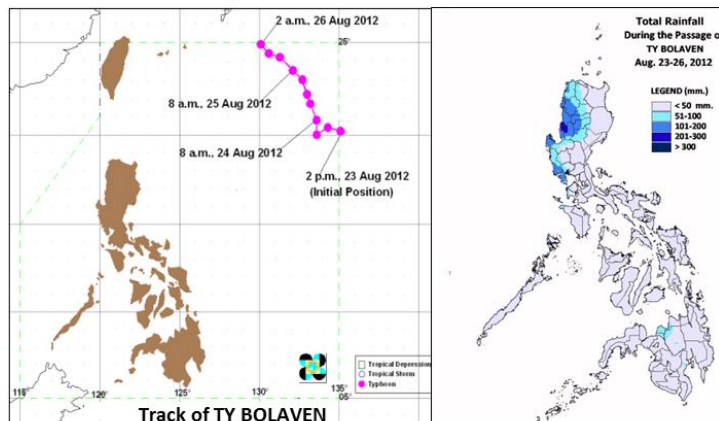 2 a.m., 26 Aug 2012
25°
8 a.m., 25 Aug 2012
8 a.m., 24 Aug 2012
2 p.m., 23 Aug 2012
(Initial Position)
Tropical Depression
Tropical Storm
Typhoon
115
120°
125°
130°
135°
05°
Track of TY BOLAVEN
Total Rainfall
During the Passage o
TY BOLAVEN
Aug. 23-26, 2012
LEGEND (mm.)
< 50 mm.
51-100
101-200
201-300
> 300